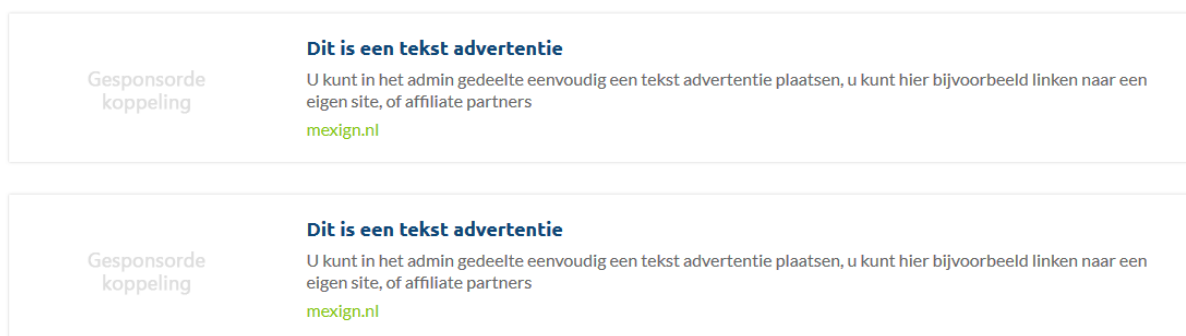 Dit is een tekst advertentie
Gesponsorde
koppeling
U kunt in het admin gedeelte eenvoudig een tekst advertentie plaatsen, u kunt hier bijvoorbeeld linken naar een
eigen site, of affiliate partners
mexign.nl
Dit is een tekst advertentie
Gesponsorde
koppeling
U kunt in het admin gedeelte eenvoudig een tekst advertentie plaatsen, u kunt hier bijvoorbeeld linken naar een
eigen site, of affiliate partners
mexign.nl